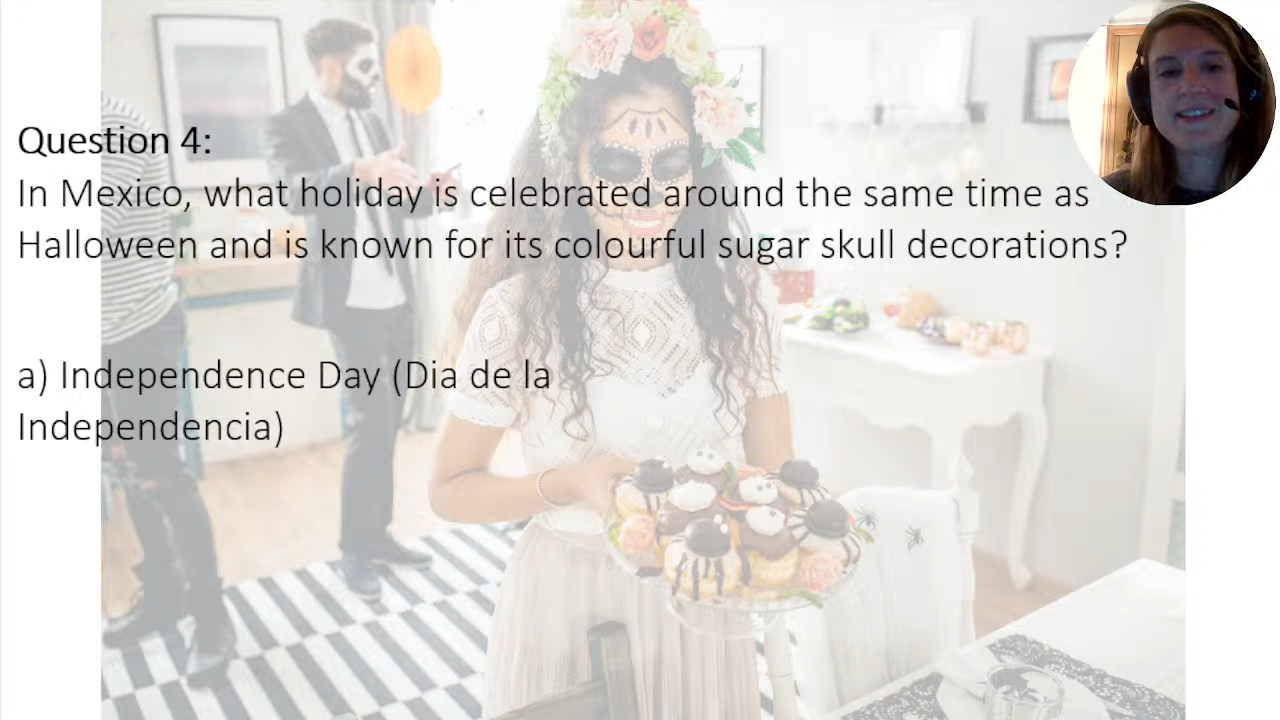 Question 4:
In Mexico, what holiday is celebrated around the same time as
Halloween and is known for its colourful sugar skull decorations?
a) Independence Day (Dia de la
Independencia)